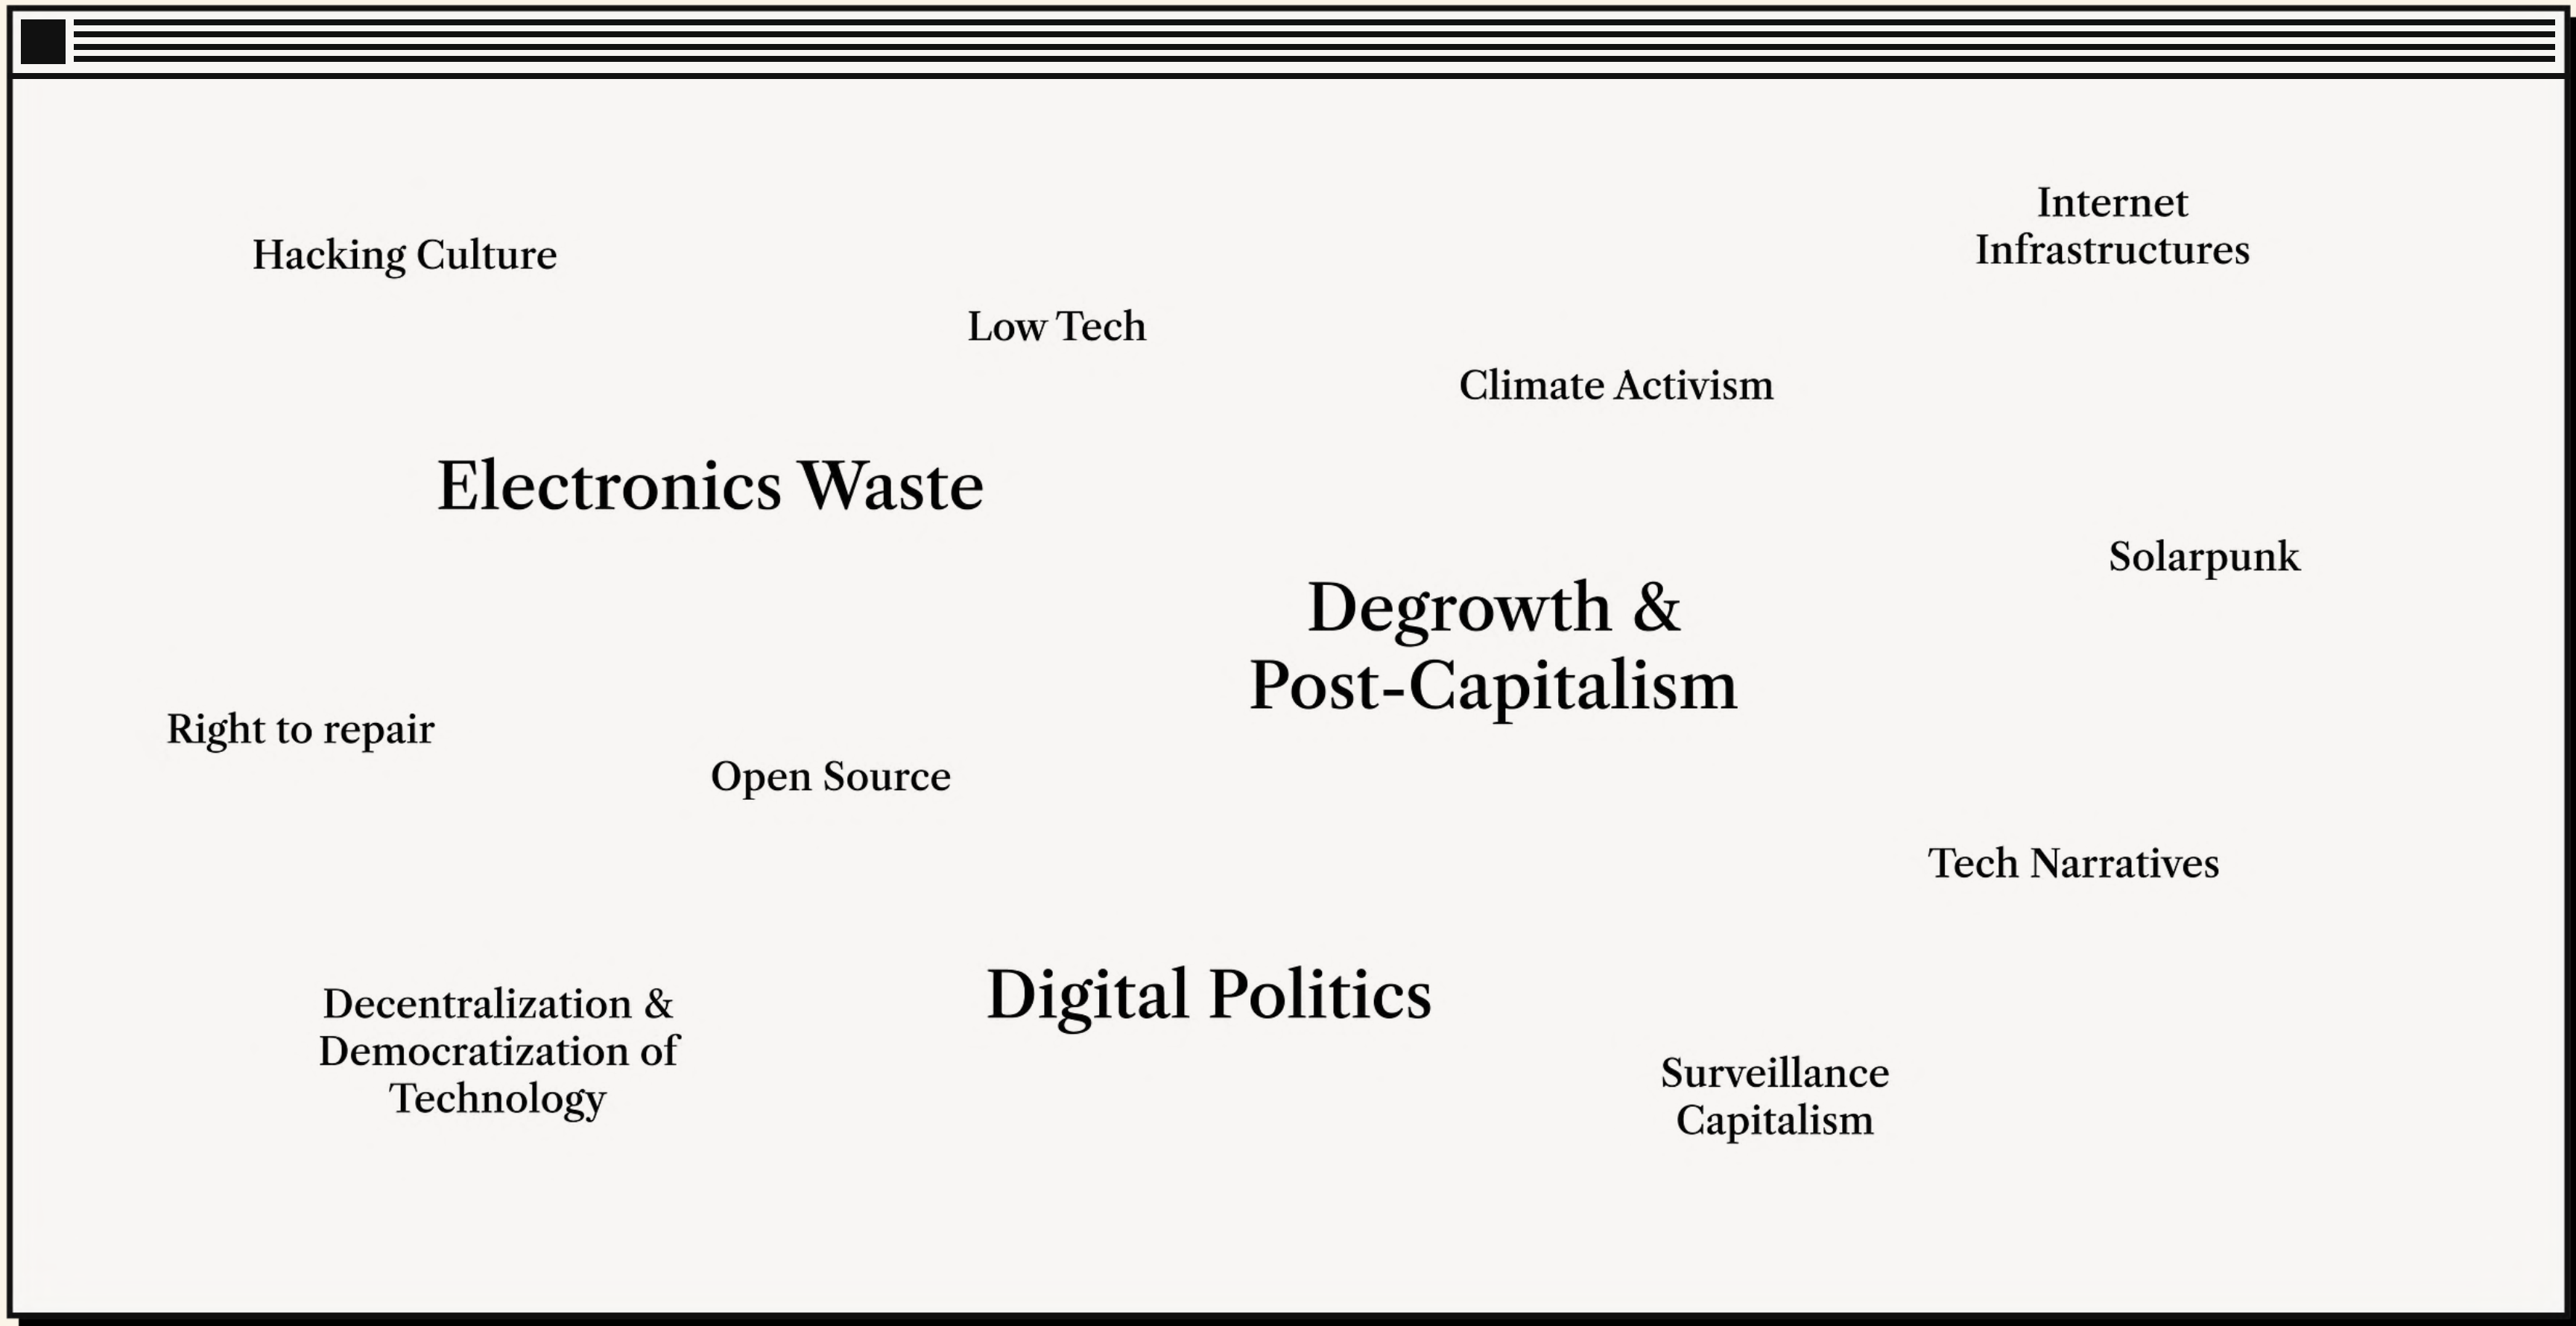 Internet
Infrastructures
Hacking Culture
Low Tech
Climate Activism
Electronics Waste
Solarpunk
Degrowth &
Post-Capitalism
Right to repair
Open Source
Tech Narratives
Digital Politics
Decentralization &
Democratization of
Technology
Surveillance
Capitalism